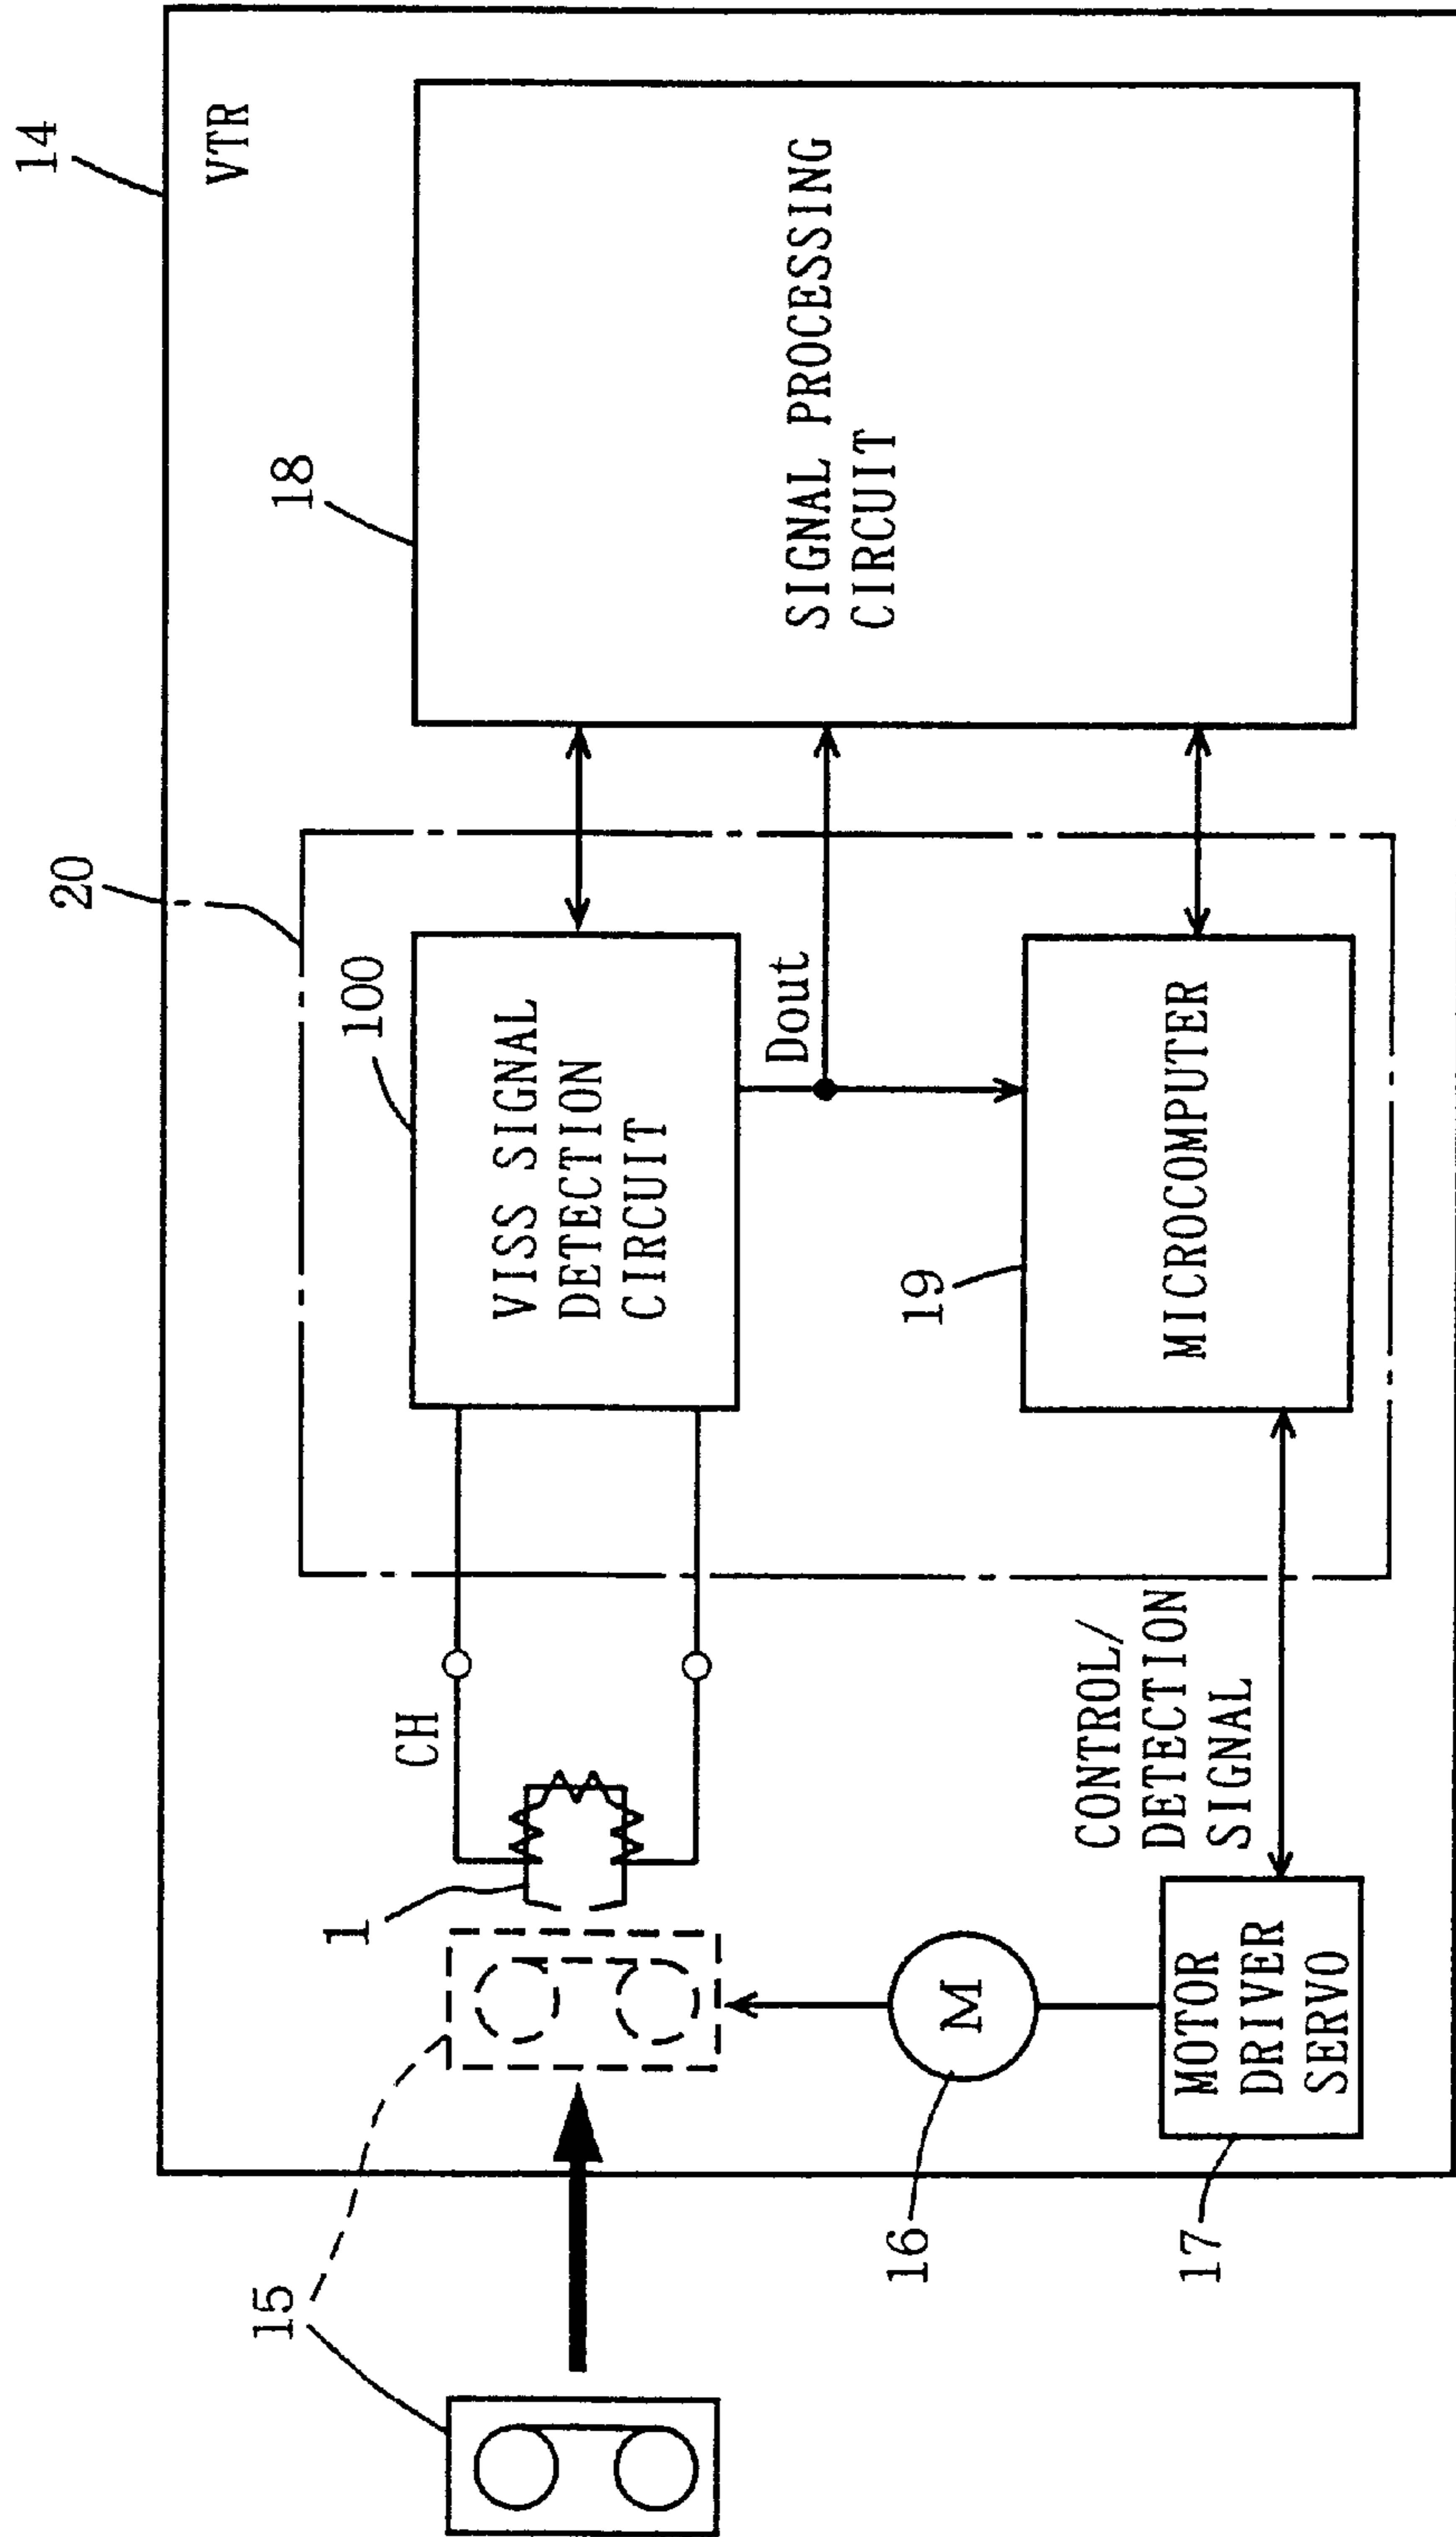 14
VTR
18
SIGNAL PROCESSING
CIRCUIT
20
100
VISS SIGNAL
DETECTION
CIRCUIT
Dout
19
MICROCOMPUTER
CH
1
CONTROL/
DETECTION
SIGNAL
15
M
16
MOTOR
DRIVER
SERVO
17